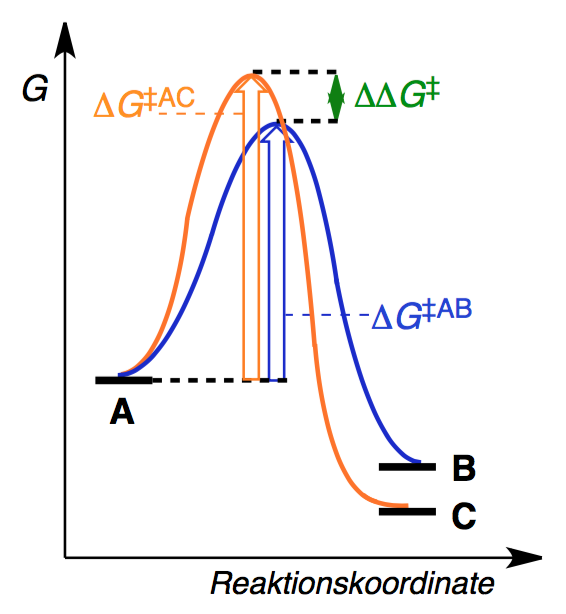 G
ΔG‡AC
ΔΔG‡
ΔG‡AB
A
B
C
Reaktionskoordinate